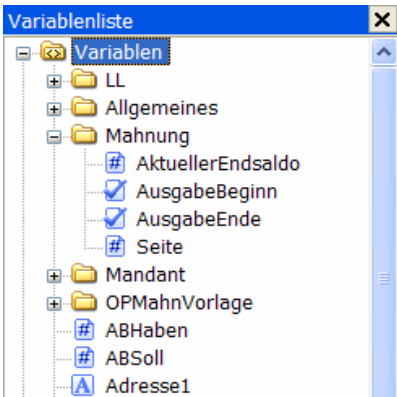 Variablenliste
Variablen
LL
Allgemeines
Mahnung
AktuellerEndsaldo
AusgabeBeginn
AusgabeEnde
Seite
Mandant
OPMahnVorlage
ABHaben
ABSoll
Adresse1